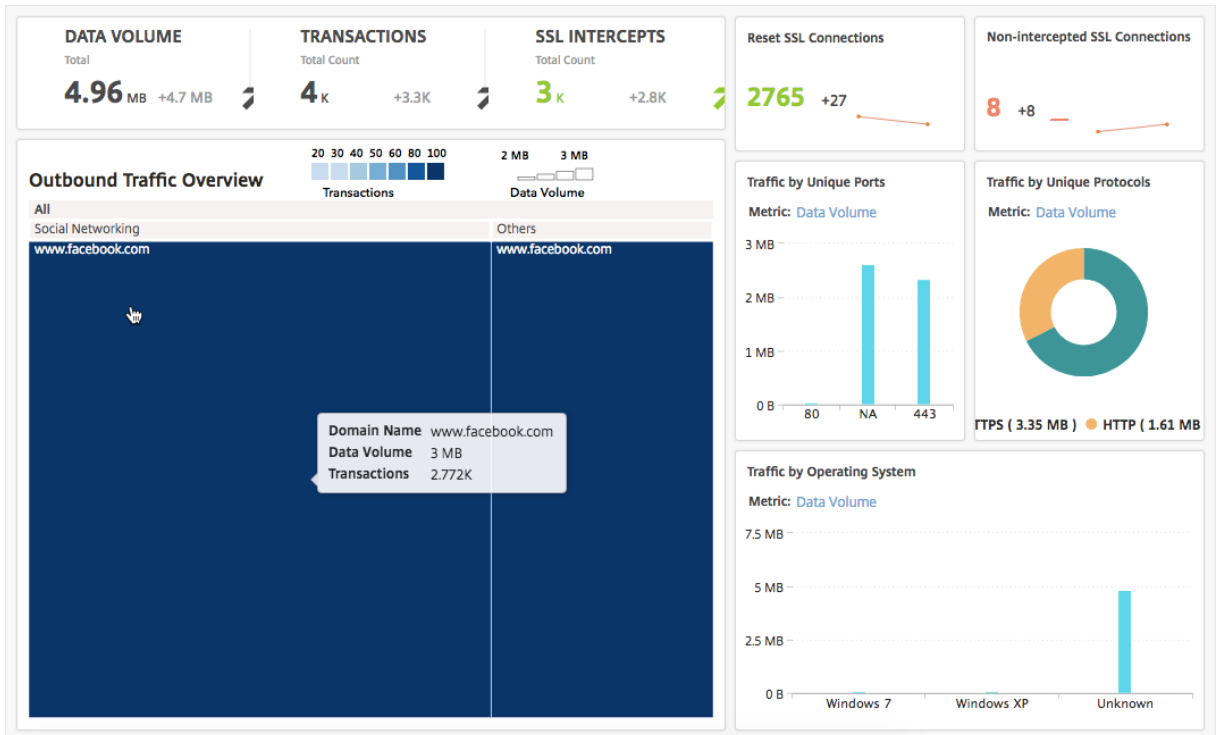 DATA VOLUME
Total
4.96 MB +4.7 MB
TRANSACTIONS
Total Count
4 K +3.3K
SSL INTERCEPTS
Total Count
3 K +2.8K
Reset SSL Connections
2765 +27
Non-intercepted SSL Connections
8 +8
Outbound Traffic Overview
20 30 40 50 60 80 100
Transactions
2 MB 3 MB
Data Volume
All
Social Networking
Others
www.facebook.com
www.facebook.com
Domain Name www.facebook.com
Data Volume 3 MB
Transactions 2.772K
Traffic by Unique Ports
Metric: Data Volume
3 MB
2 MB
1 MB
0 B
80 NA 443
Traffic by Unique Protocols
Metric: Data Volume
TTPS ( 3.35 MB ) HTTP ( 1.61 MB
Traffic by Operating System
Metric: Data Volume
7.5 MB
5 MB
2.5 MB
0 B
Windows 7 Windows XP Unknown